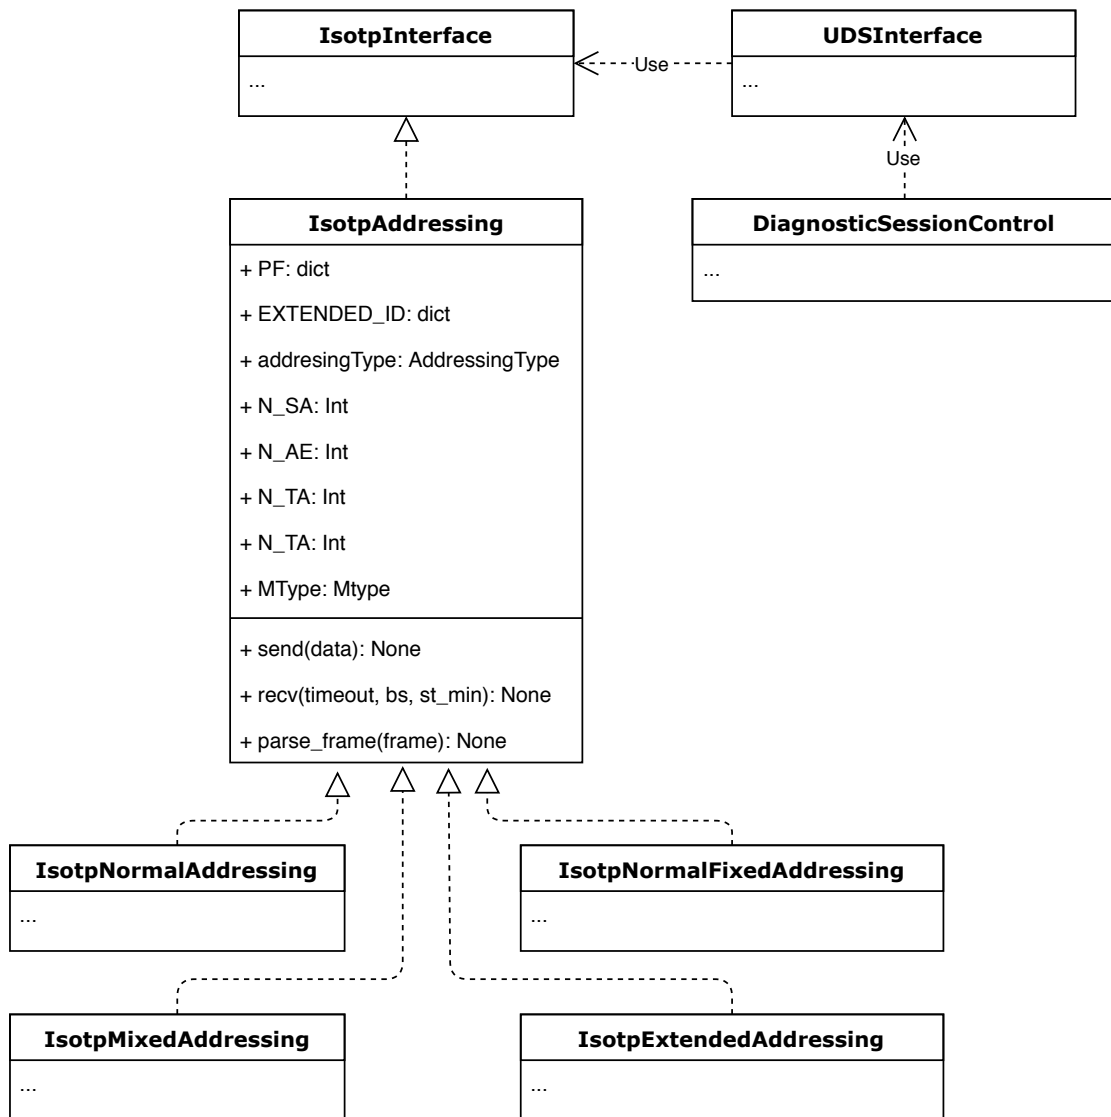 IsotpInterface
...
Use
UDSInterface
...
Use
IsotpAddressing
+ PF: dict
+ EXTENDED_ID: dict
+ addresingType: AddressingType
+ N_SA: Int
+ N_AE: Int
+ N_TA: Int
+ N_TA: Int
+ MType: Mtype
+ send(data): None
+ recv(timeout, bs, st_min): None
+ parse_frame(frame): None
DiagnosticSessionControl
...
IsotpNormalAddressing
...
IsotpNormalFixedAddressing
...
IsotpMixedAddressing
...
IsotpExtendedAddressing
...